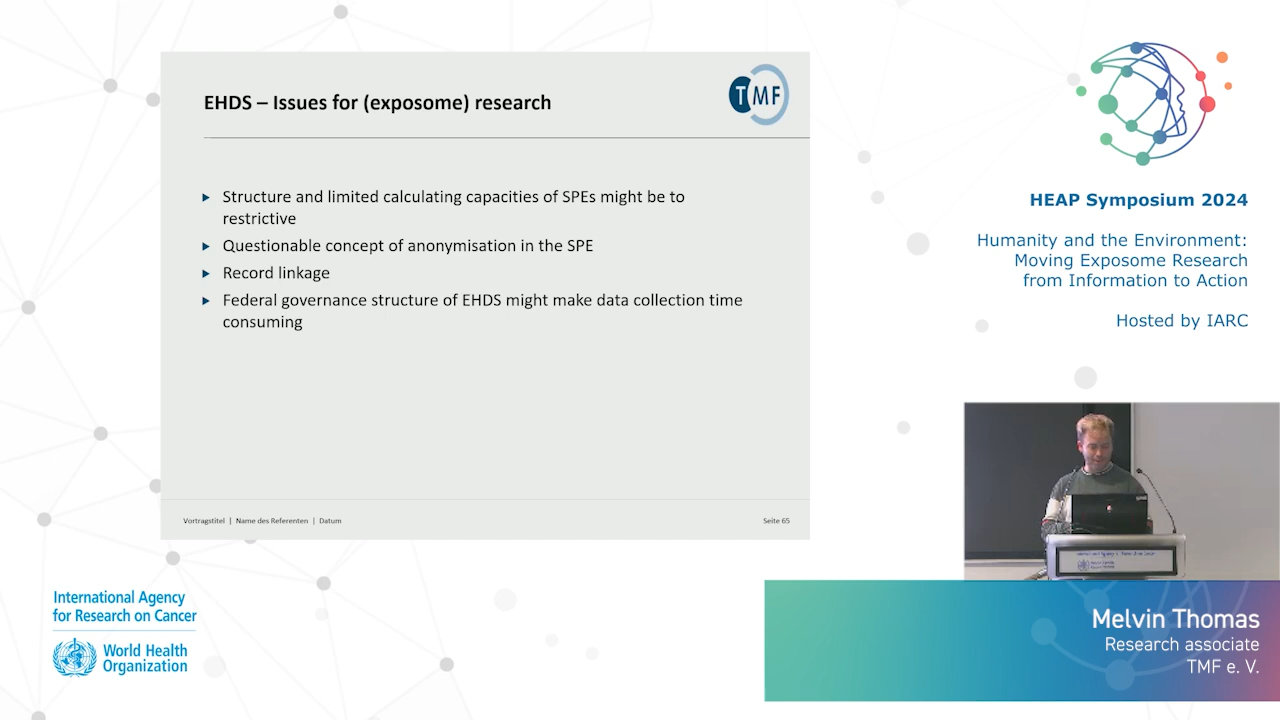 EHDS – Issues for (exposome) research
TMF
Structure and limited calculating capacities of SPEs might be to
restrictive
Questionable concept of anonymisation in the SPE
Record linkage
Federal governance structure of EHDS might make data collection time
consuming
Vortragstitel | Name des Referenten | Datum
Seite 65
HEAP Symposium 2024
Humanity and the Environment:
Moving Exposome Research
from Information to Action
Hosted by IARC
International Agency
for Research on Cancer
World Health
Organization
Melvin Thomas
Research associate
TMF e. V.